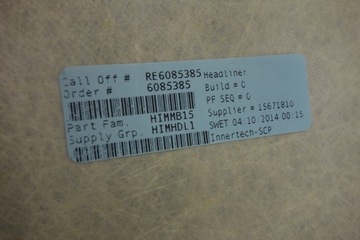 Call Off # RE6085385
Order # 6085385
Part Fam. HIMMB15
Supply Grp. HIMHDL1
Headliner
Build = 0
PF SEQ = 0
Supplier = 15671810
SWET 04.10.2014 00:15
Innertech-SCP